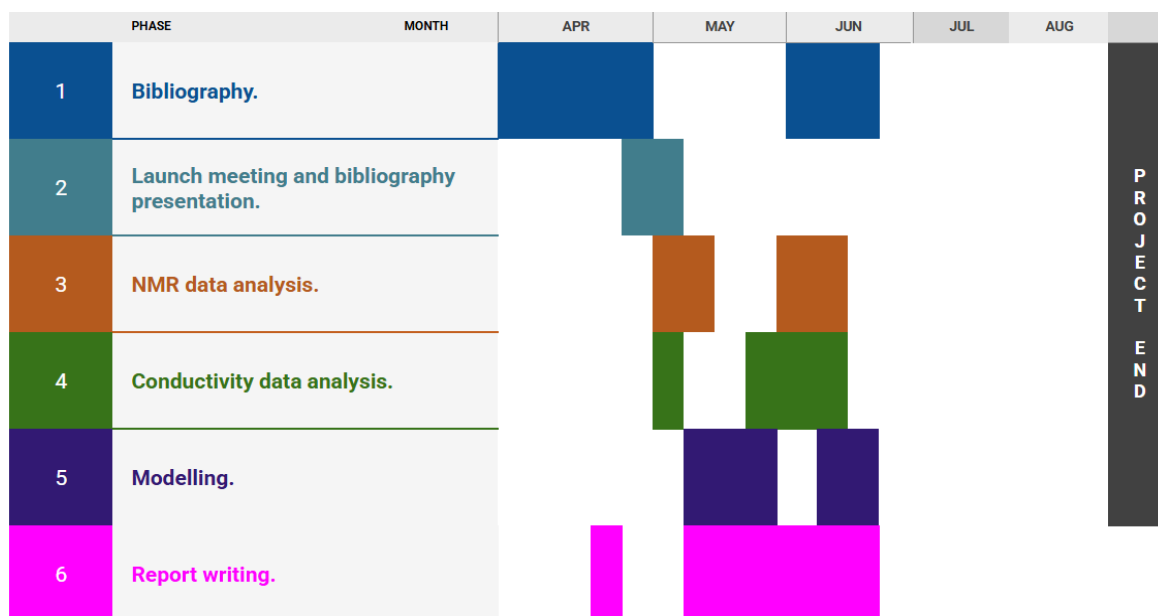 PHASE MONTH APR MAY JUN JUL AUG
1 Bibliography.
2 Launch meeting and bibliography
presentation.
3 NMR data analysis.
4 Conductivity data analysis.
5 Modelling.
6 Report writing.
P
R
O
J
E
C
T
E
N
D